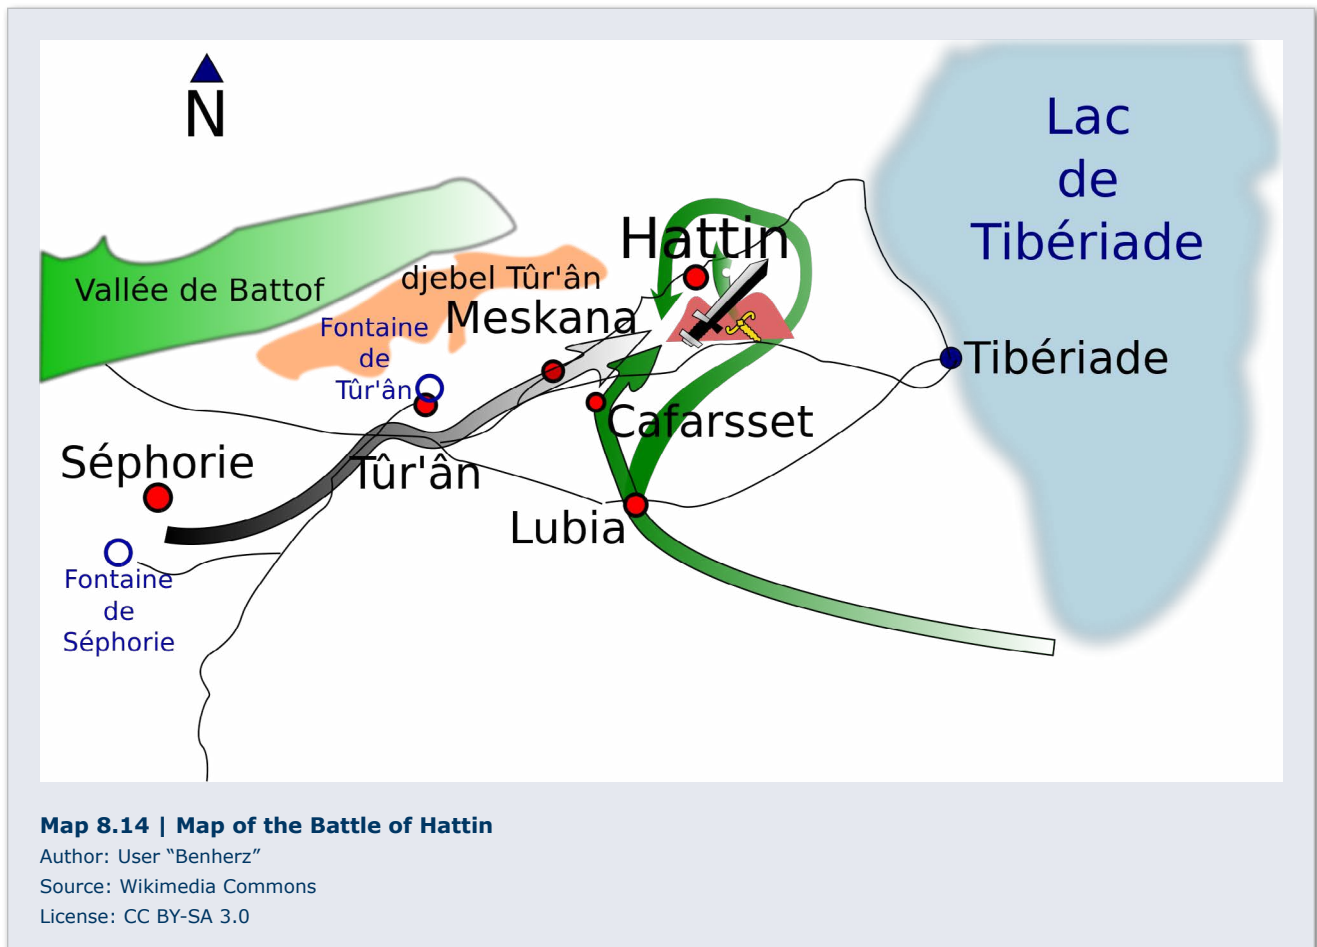 N
Lac
de
Tibériade
Vallée de Battof
djebel Tûr'ân
Hattin
Fontaine
de
Tûr'ân
Meskana
Tibériade
Cafarsset
Séphorie
Tûr'ân
Lubia
Fontaine
de
Séphorie
Map 8.14 | Map of the Battle of Hattin
Author: User “Benherz”
Source: Wikimedia Commons
License: CC BY-SA 3.0